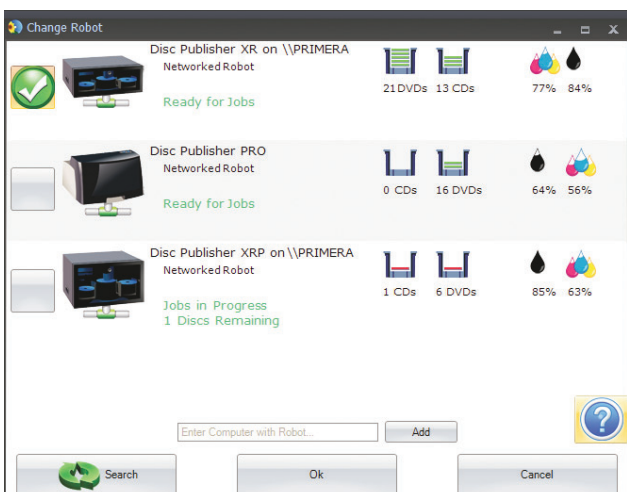 Change Robot
Disc Publisher XR on \\PRIMERA
Networked Robot
Ready for Jobs
21DVDs 13 CDs
77% 84%
Disc Publisher PRO
Networked Robot
Ready for Jobs
0 CDs 16 DVDs
64% 56%
Disc Publisher XRP on \\PRIMERA
Networked Robot
Jobs in Progress
1 Discs Remaining
1 CDs 6 DVDs
85% 63%
Enter Computer with Robot...
Add
?
Search
Ok
Cancel